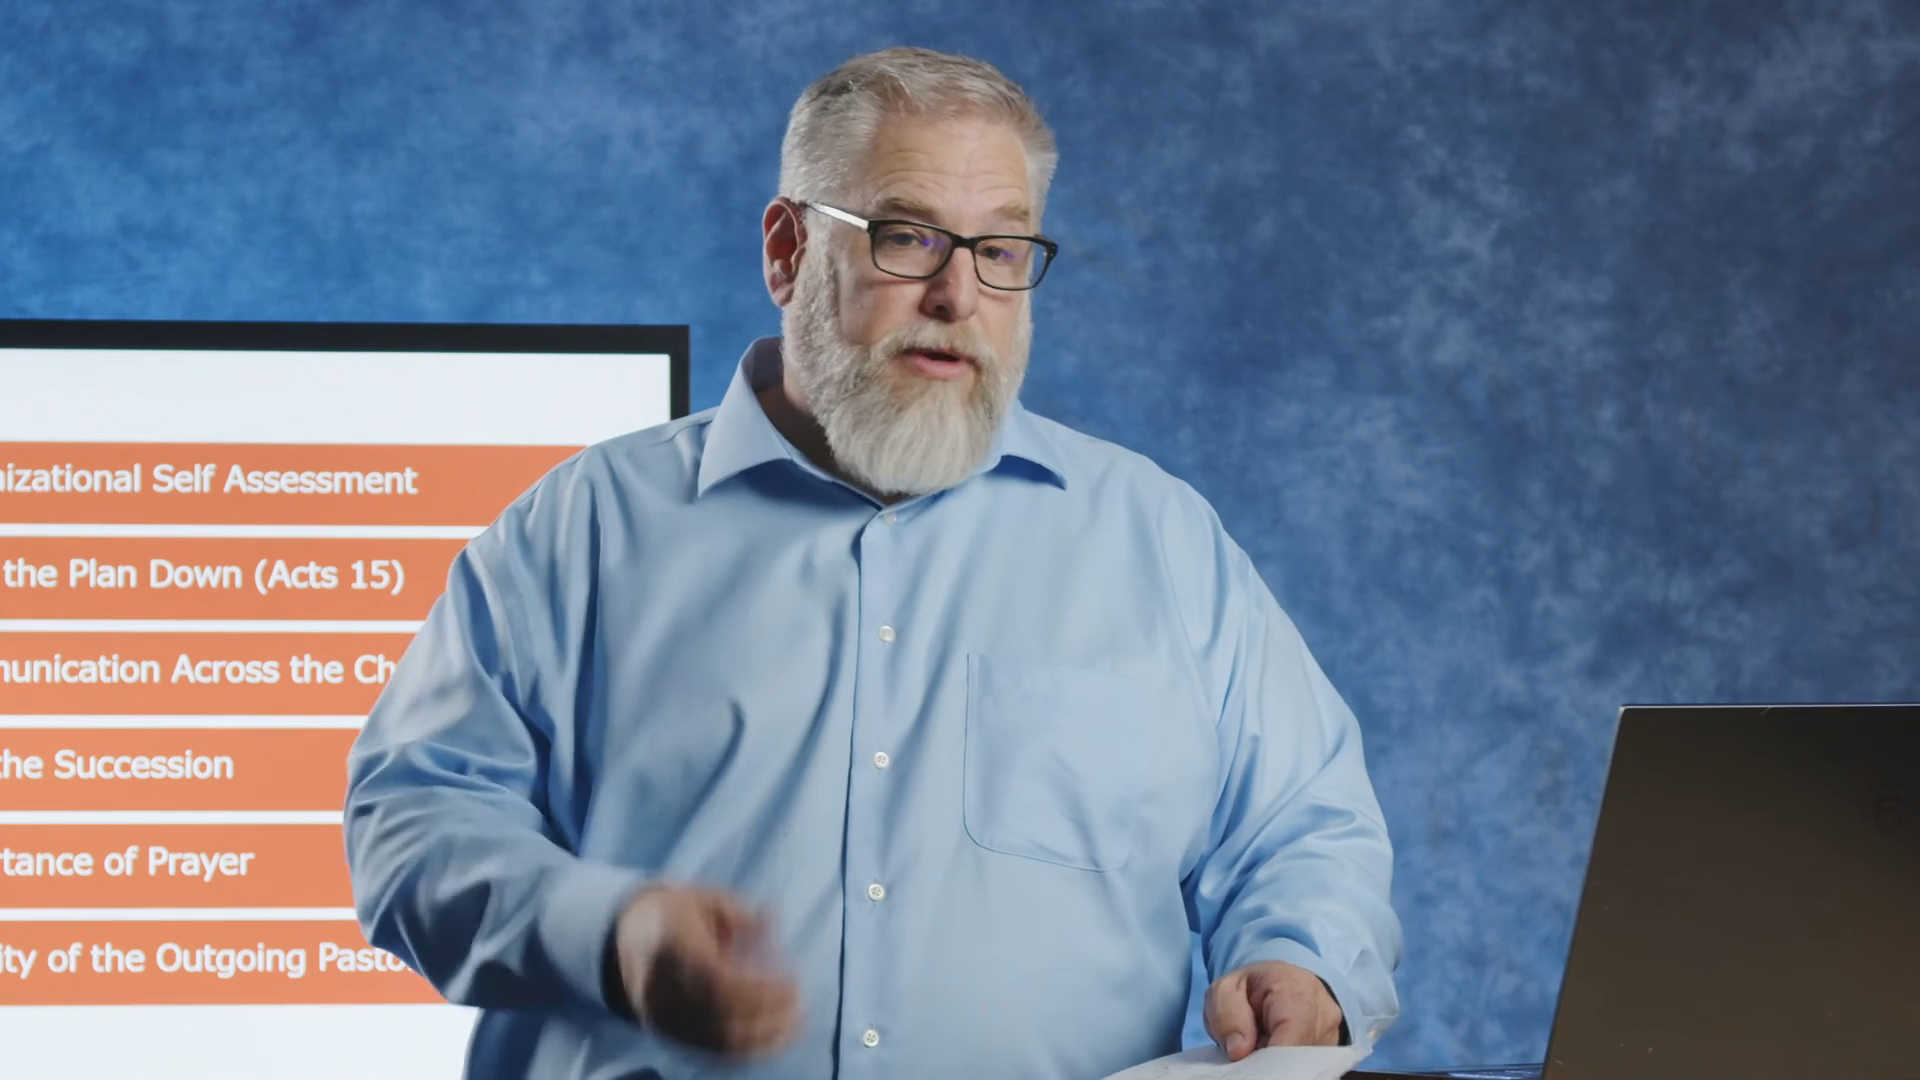 nizational Self Assessment
the Plan Down (Acts 15)
munication Across the Ch
the Succession
rtance of Prayer
ity of the Outgoing Pasto